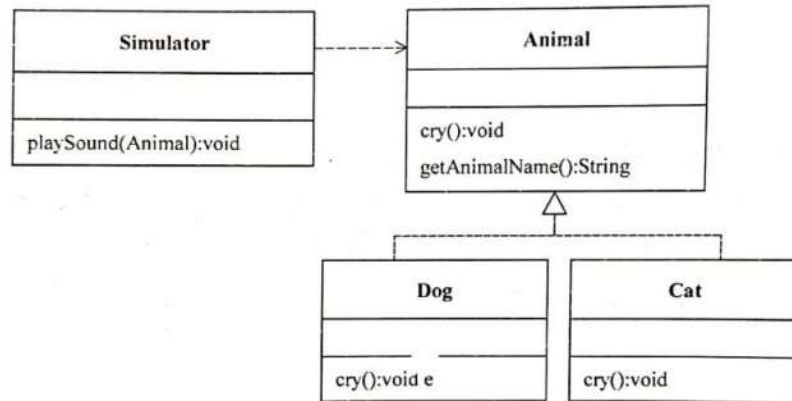 Simulator
playSound(Animal):void
Animal
cry():void
getAnimalName():String
Dog
cry():void e
Cat
cry():void